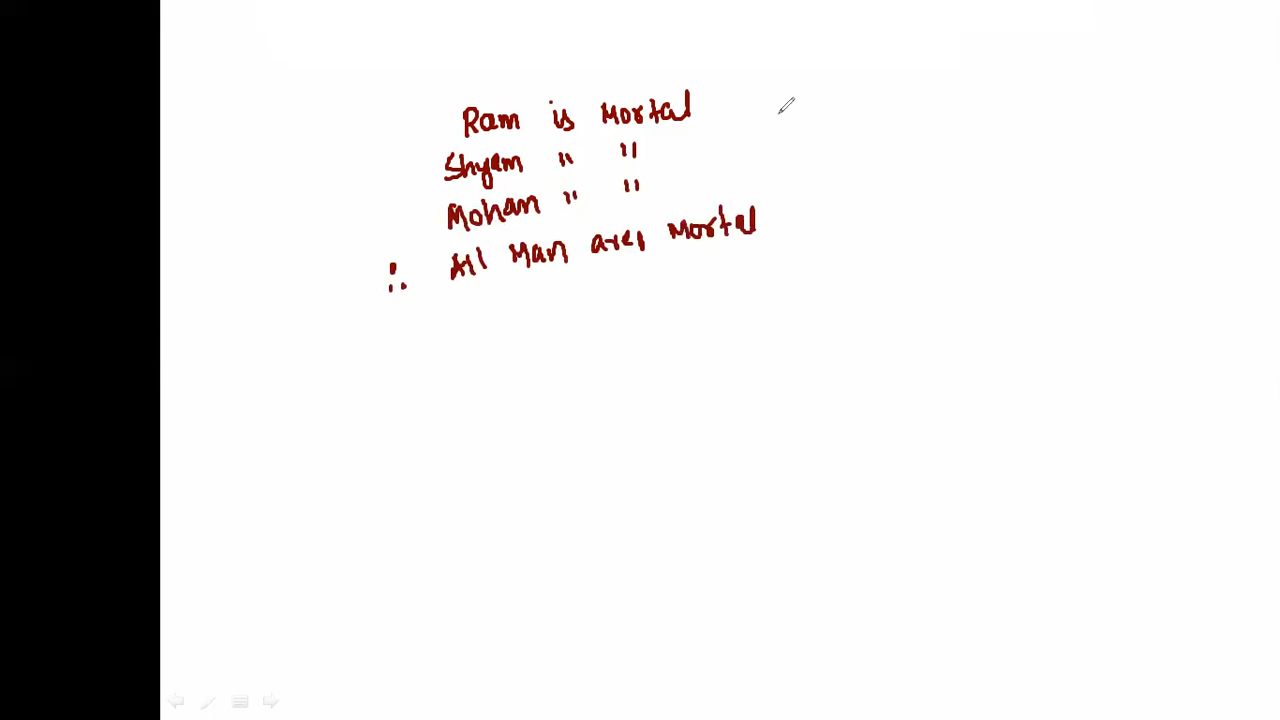 Ram is Mortal
Shyam " "
Mohan " "
∴ All Man are, Mortal